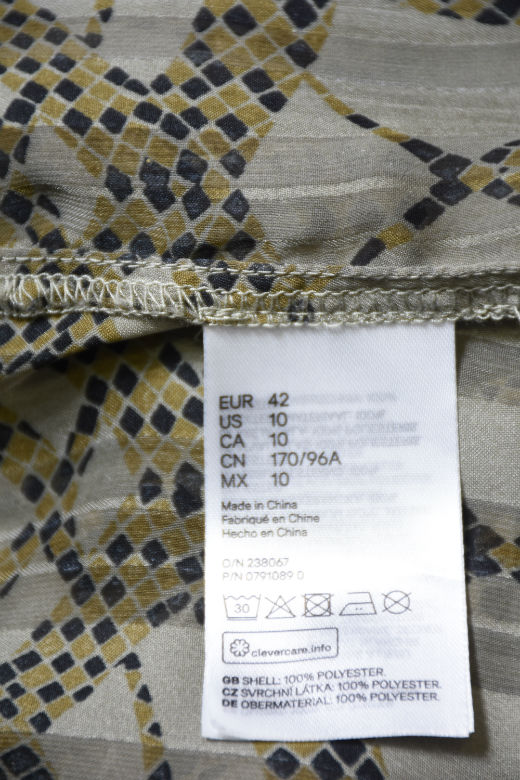 EUR 42
US 10
CA 10
CN 170/96A
MX 10
Made in China
Fabriqué en Chine
Hecho en China
O/N 238067
P/N 0791089 0
30
clevercare.info
GB SHELL: 100% POLYESTER.
CZ SVRCHNÍ LÁTKA: 100% POLYESTER.
DE OBERMATERIAL: 100% POLYESTER.